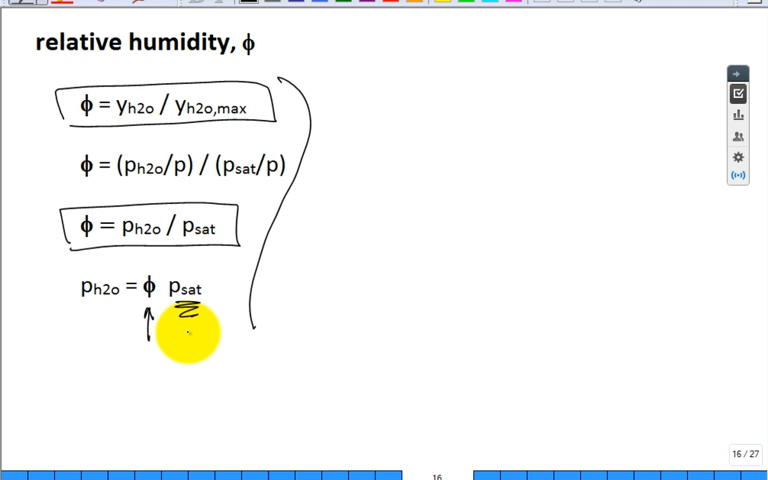 relative humidity, ϕ
ϕ = yh2o / yh2o,max
ϕ = (ph2o/p) / (psat/p)
ϕ = ph2o / psat
ph2o = ϕ psat
16 / 27
16